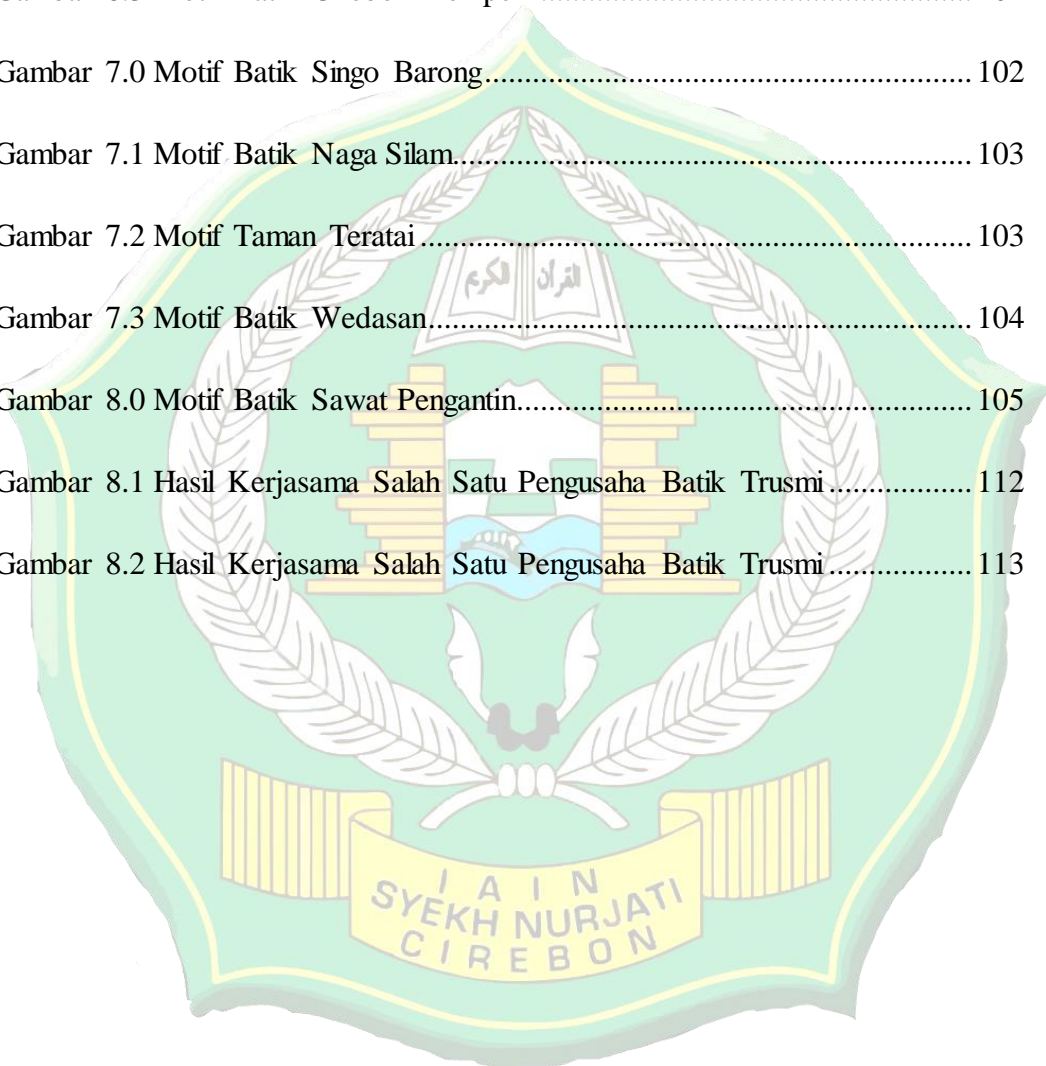 Gambar 7.0 Motif Batik Singo Barong............................................................ 102
Gambar 7.1 Motif Batik Naga Silam................................................................ 103
Gambar 7.2 Motif Taman Teratai .................................................................... 103
القرآن الكريم
Gambar 7.3 Motif Batik Wedasan................................................................... 104
Gambar 8.0 Motif Batik Sawat Pengantin........................................................ 105
Gambar 8.1 Hasil Kerjasama Salah Satu Pengusaha Batik Trusmi .................. 112
Gambar 8.2 Hasil Kerjasama Salah Satu Pengusaha Batik Trusmi .................. 113
IAIN
SYEKH NURJATI
CIREBON